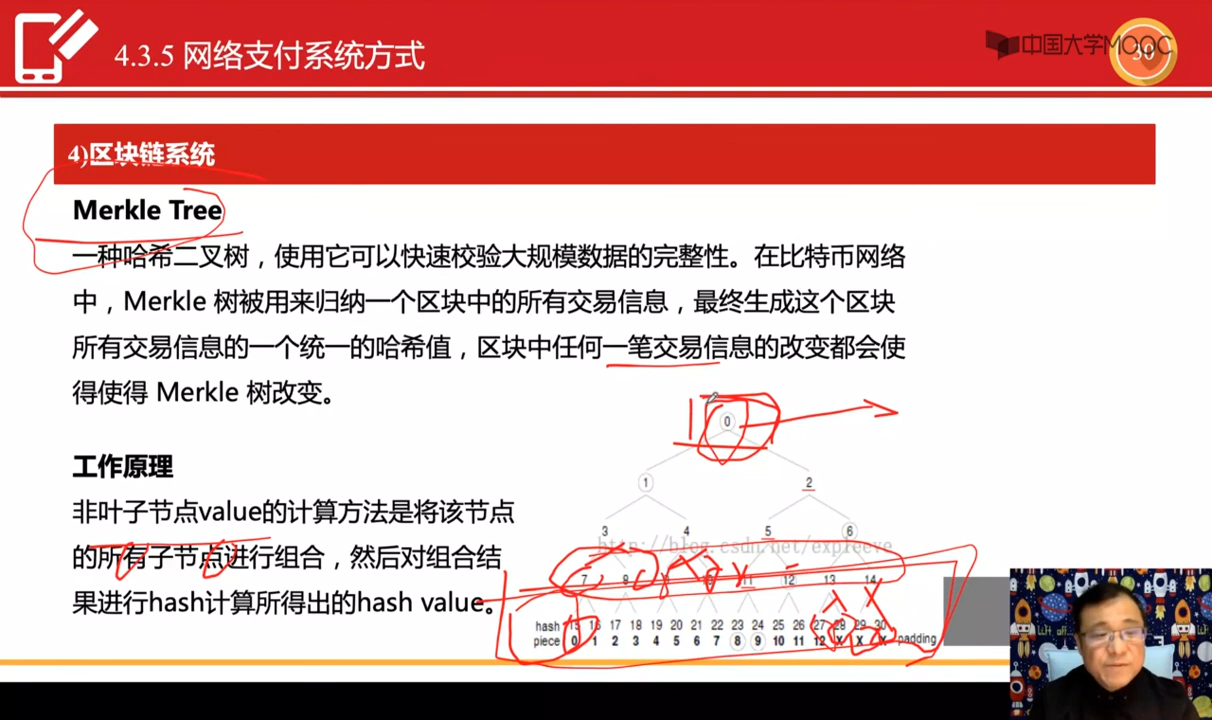 4.3.5 网络支付系统方式
中国大学MOOC
30
4)区块链系统
Merkle Tree
一种哈希二叉树，使用它可以快速校验大规模数据的完整性。在比特币网络
中，Merkle 树被用来归纳一个区块中的所有交易信息，最终生成这个区块
所有交易信息的一个统一的哈希值，区块中任何一笔交易信息的改变都会使
得使得 Merkle 树改变。
工作原理
非叶子节点value的计算方法是将该节点
的所有子节点进行组合，然后对组合结
果进行hash计算所得出的hash value。
0
1 2
3 4 5 6
http://blog.csdn.net/expleeve
7 8 11 12 13 14
hash 15 16 17 18 19 20 21 22 23 24 25 26 27 28 29 30
piece 0 1 2 3 4 5 6 7 8 9 10 11 12 X X X padding